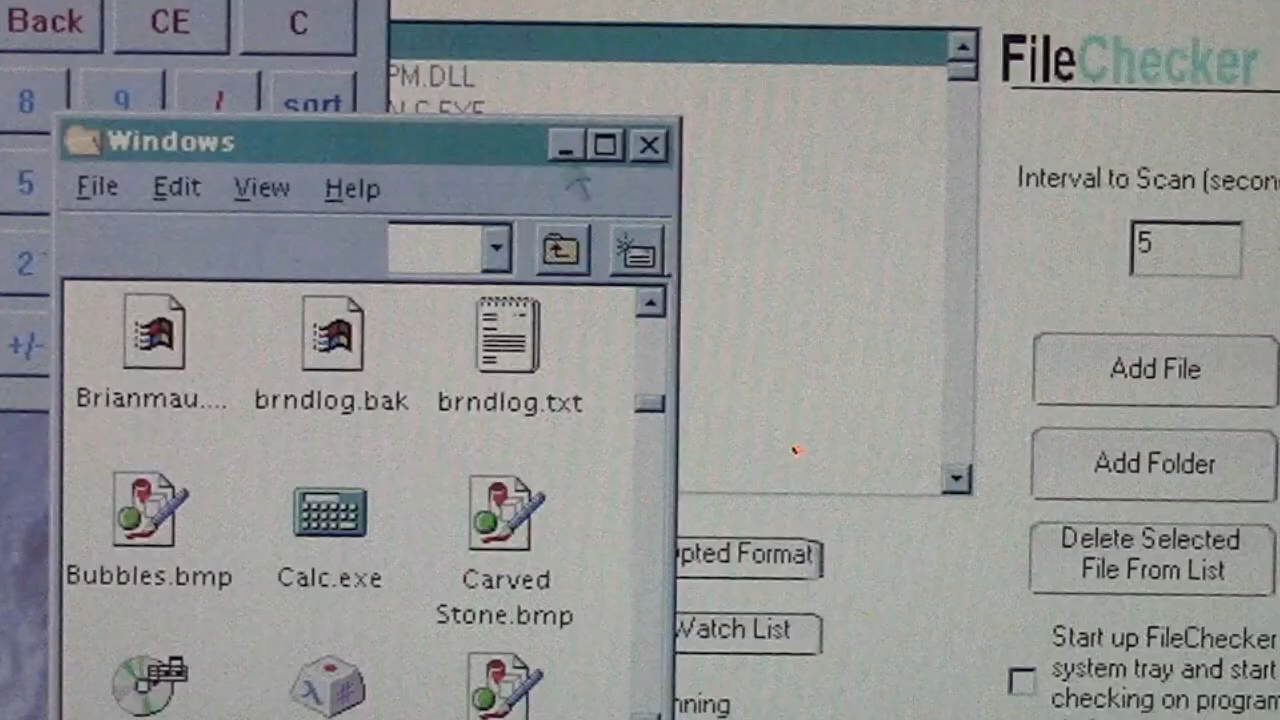 Back CE C
8 9 / sqrt
5
2
+/-
PM.DLL
Windows
File Edit View Help
Brianmau.... brndlog.bak brndlog.txt
Bubbles.bmp Calc.exe Carved
Stone.bmp
FileChecker
Interval to Scan (secon
5
Add File
Add Folder
Delete Selected
File From List
pted Format
Watch List
nning
Start up FileChecker
system tray and start
checking on program